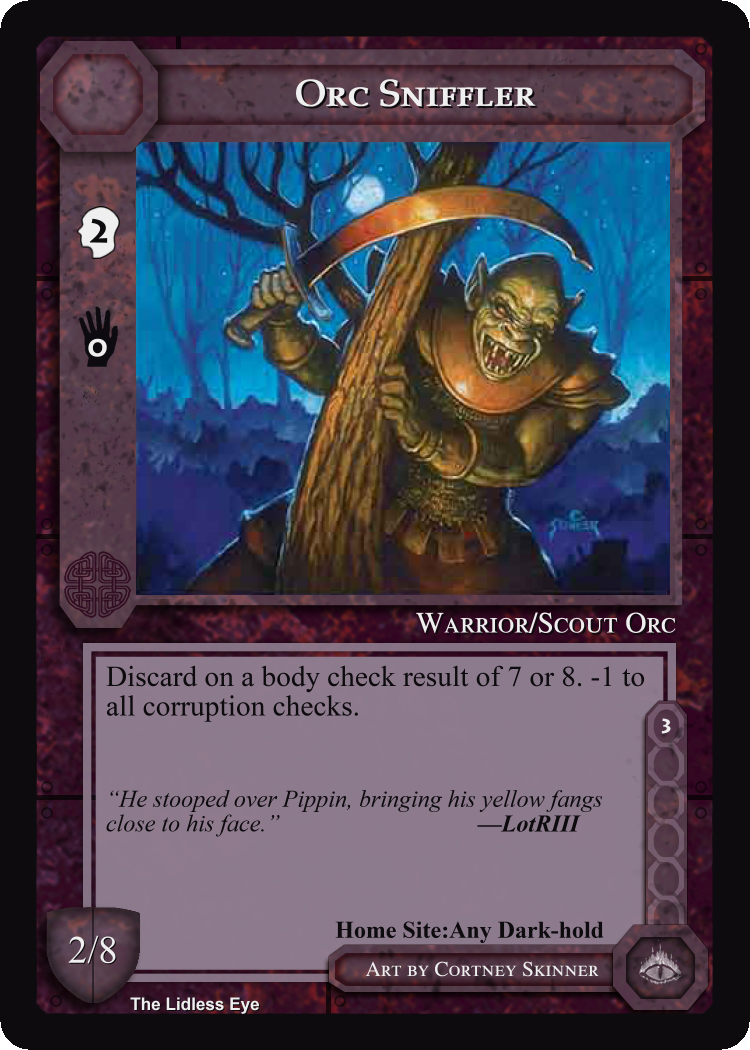 Orc Sniffler
2
0
Warrior/Scout Orc
Discard on a body check result of 7 or 8. -1 to
all corruption checks.
3
“He stooped over Pippin, bringing his yellow fangs
close to his face.” —LotRIII
Home Site:Any Dark-hold
2/8
Art by Cortney Skinner
The Lidless Eye